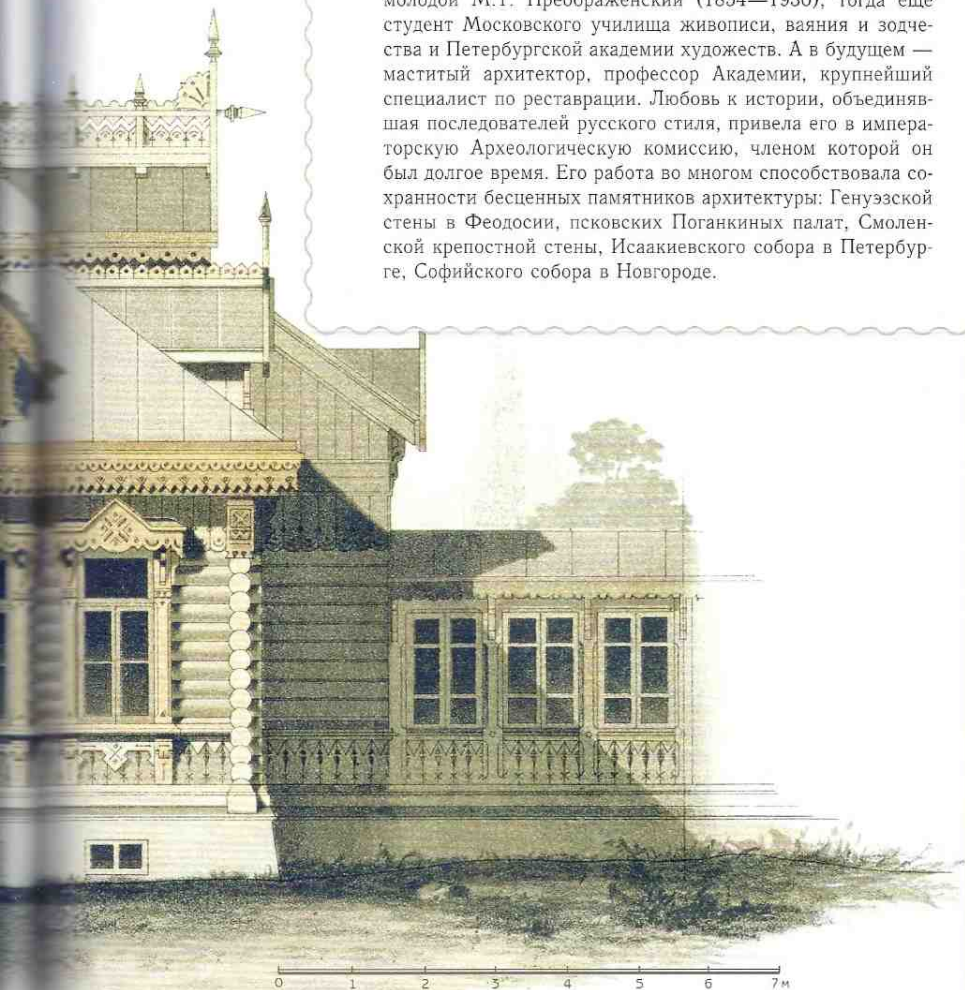 молодой М.Т. Преображенский (1854—1930), тогда еще
студент Московского училища живописи, ваяния и зодче-
ства и Петербургской академии художеств. А в будущем —
маститый архитектор, профессор Академии, крупнейший
специалист по реставрации. Любовь к истории, объединяв-
шая последователей русского стиля, привела его в импера-
торскую Археологическую комиссию, членом которой он
был долгое время. Его работа во многом способствовала со-
хранности бесценных памятников архитектуры: Генуэзской
стены в Феодосии, псковских Поганкиных палат, Смолен-
ской крепостной стены, Исаакиевского собора в Петербур-
ге, Софийского собора в Новгороде.
0 1 2 3 4 5 6 7 м